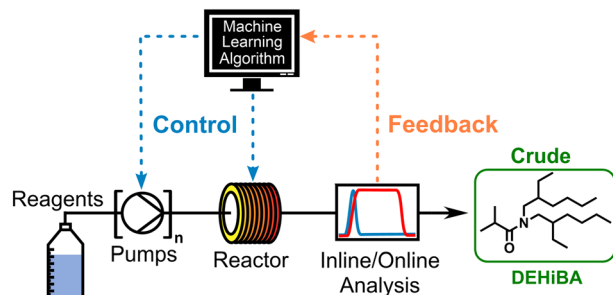 Machine
Learning
Algorithm
Control
Feedback
Crude
Reagents
n
Pumps
Reactor
Inline/Online
Analysis
N
O
DEHiBA